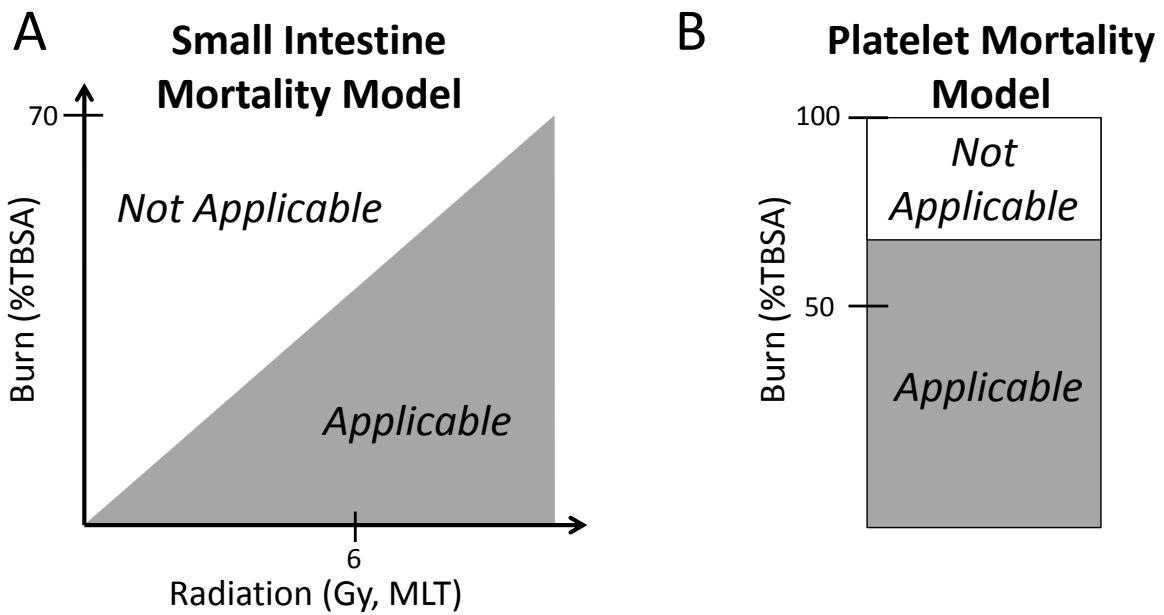 A
Small Intestine
Mortality Model
70
Not Applicable
Applicable
Burn (%TBSA)
6
Radiation (Gy, MLT)
B
Platelet Mortality
Model
100
Not
Applicable
50
Applicable
Burn (%TBSA)